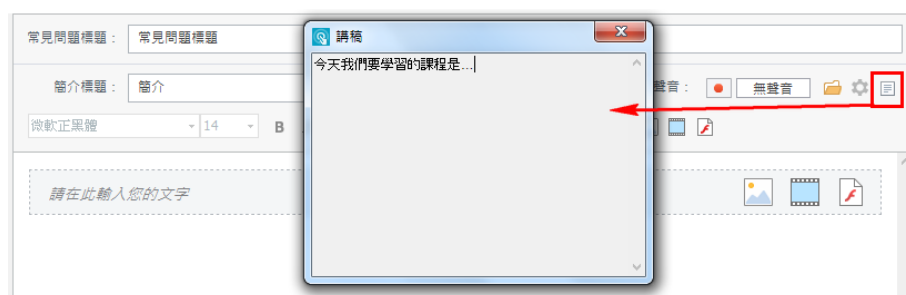 常見問題標題：
常見問題標題
講稿
今天我們要學習的課程是...
簡介標題：
簡介
聲音：
無聲音
微軟正黑體
14
B
請在此輸入您的文字